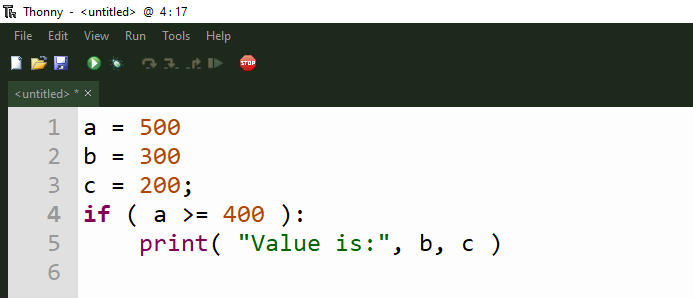 Thonny - <untitled> @ 4:17
File Edit View Run Tools Help
STOP
<untitled> * ×
1 a = 500
2 b = 300
3 c = 200;
4 if ( a >= 400 ):
5     print( "Value is:", b, c )
6